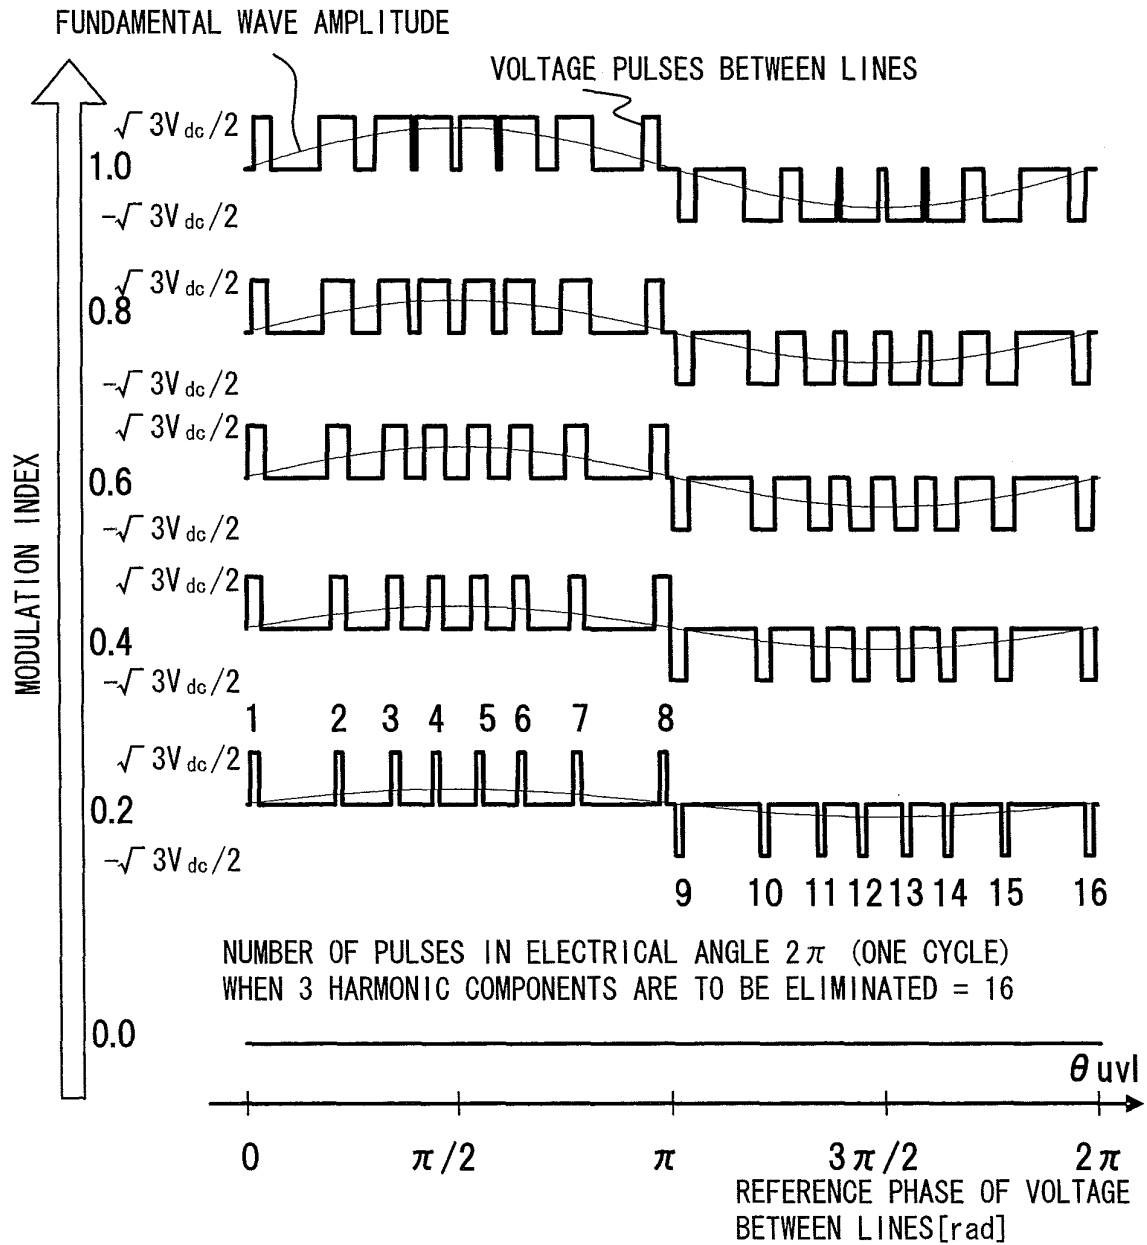 FUNDAMENTAL WAVE AMPLITUDE
VOLTAGE PULSES BETWEEN LINES
√3Vdc/2
1.0
-√3Vdc/2
√3Vdc/2
0.8
-√3Vdc/2
√3Vdc/2
0.6
-√3Vdc/2
√3Vdc/2
0.4
-√3Vdc/2
1 2 3 4 5 6 7 8
√3Vdc/2
0.2
-√3Vdc/2
9 10 11 12 13 14 15 16
NUMBER OF PULSES IN ELECTRICAL ANGLE 2π (ONE CYCLE)
WHEN 3 HARMONIC COMPONENTS ARE TO BE ELIMINATED = 16
0.0
MODULATION INDEX
θuvl
0 π/2 π 3π/2 2π
REFERENCE PHASE OF VOLTAGE
BETWEEN LINES[rad]